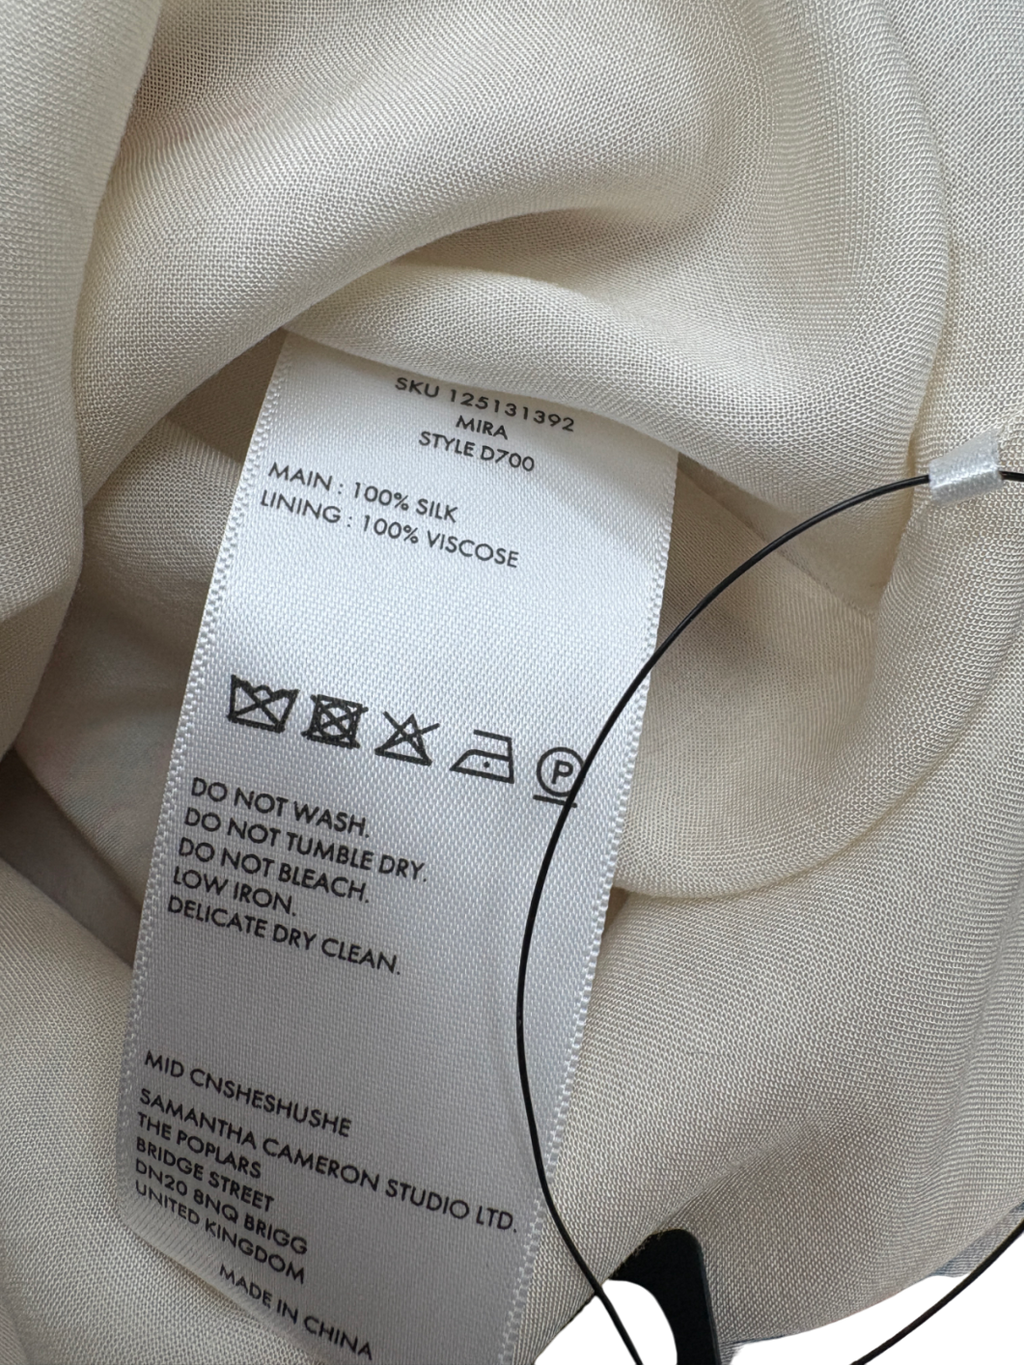 SKU 125131392
MIRA
STYLE D700
MAIN : 100% SILK
LINING : 100% VISCOSE
P
DO NOT WASH.
DO NOT TUMBLE DRY.
DO NOT BLEACH.
LOW IRON.
DELICATE DRY CLEAN.
MID CNSHESHUSHE
SAMANTHA CAMERON STUDIO LTD.
THE POPLARS
BRIDGE STREET
DN20 8NQ BRIGG
UNITED KINGDOM
MADE IN CHINA